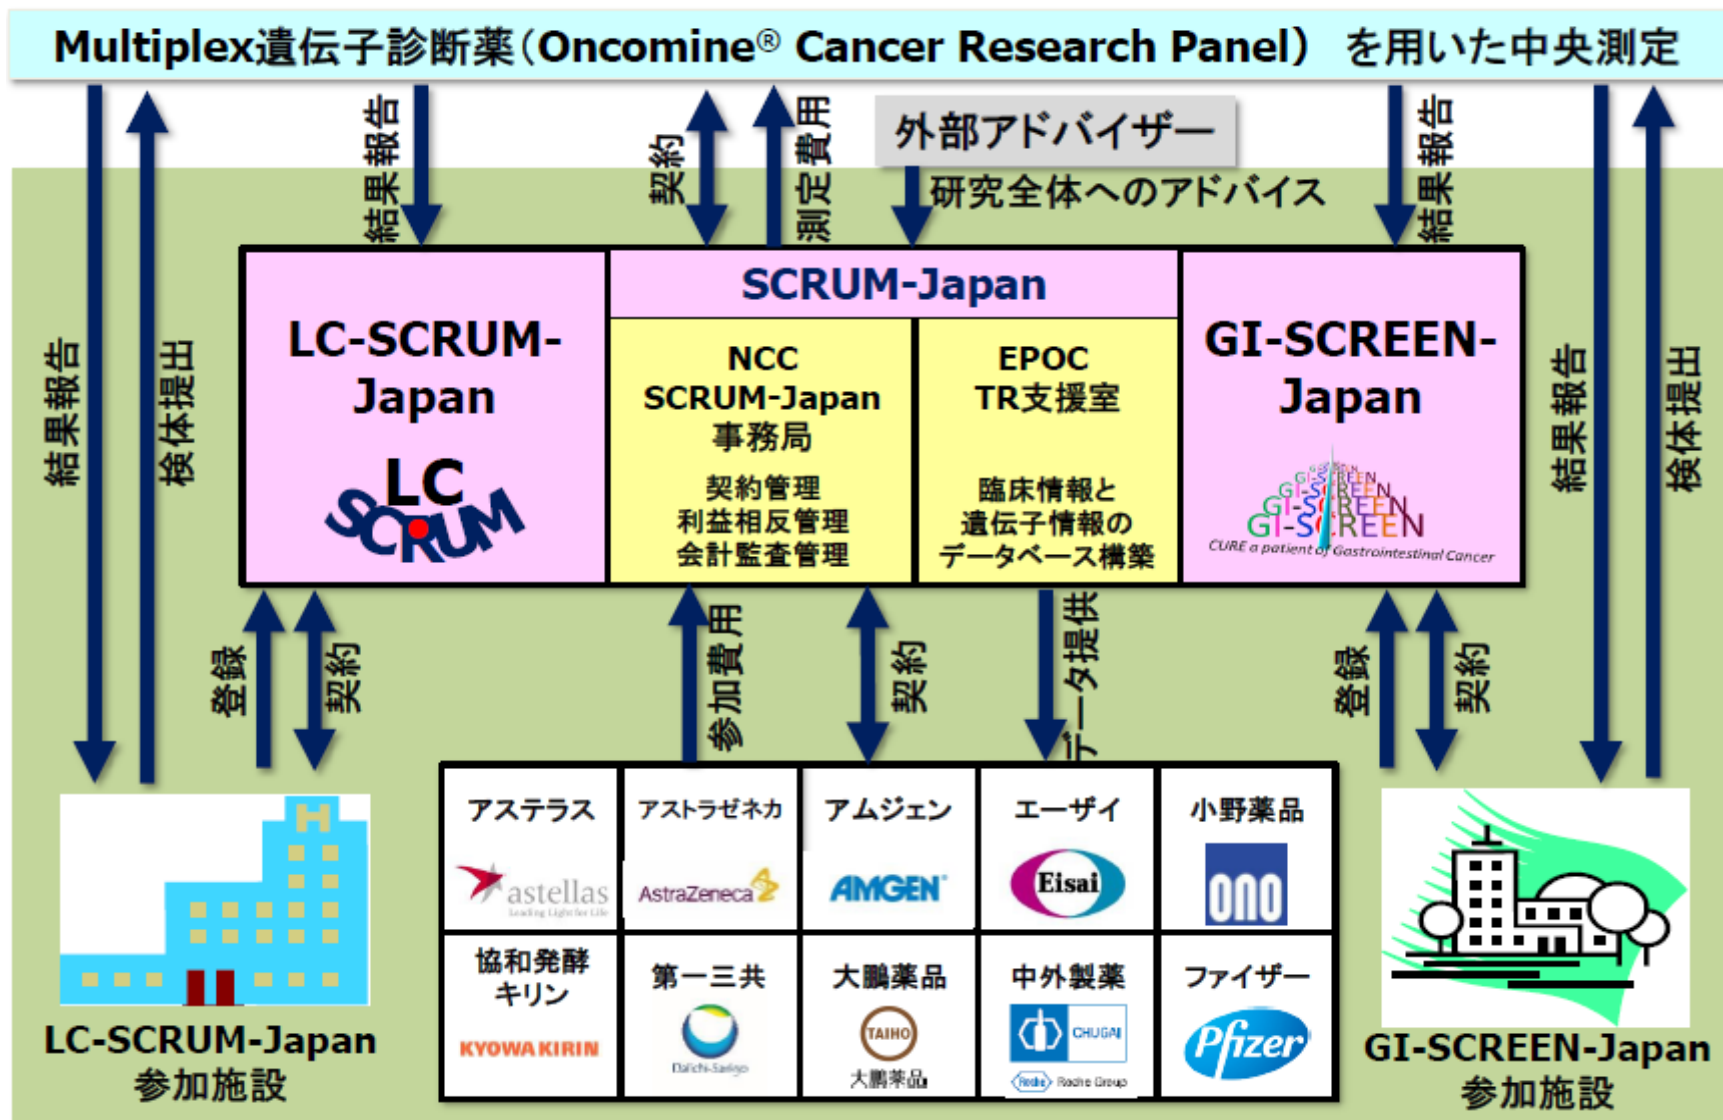 Multiplex遺伝子診断薬(Oncomine® Cancer Research Panel) を用いた中央測定
結果報告
検体提出
結果報告
契約
測定費用
外部アドバイザー
研究全体へのアドバイス
結果報告
結果報告
検体提出
LC-SCRUM-
Japan
LC
SCRUM
SCRUM-Japan
NCC
SCRUM-Japan
事務局
契約管理
利益相反管理
会計監査管理
EPOC
TR支援室
臨床情報と
遺伝子情報の
データベース構築
GI-SCREEN-
Japan
GI-SCREEN
GI-SCREEN
GI-SCREEN
GI-SCREEN
CURE a patient of Gastrointestinal Cancer
登録
契約
参加費用
契約
データ提供
登録
契約
アステラス
astellas
Leading Light for Life
アストラゼネカ
AstraZeneca
アムジェン
AMGEN®
エーザイ
Eisai
小野薬品
ono
協和発酵
キリン
KYOWA KIRIN
第一三共
Daiichi-Sankyo
大鵬薬品
TAIHO
大鵬薬品
中外製薬
CHUGAI
Roche Roche Group
ファイザー
Pfizer
H
LC-SCRUM-Japan
参加施設
GI-SCREEN-Japan
参加施設